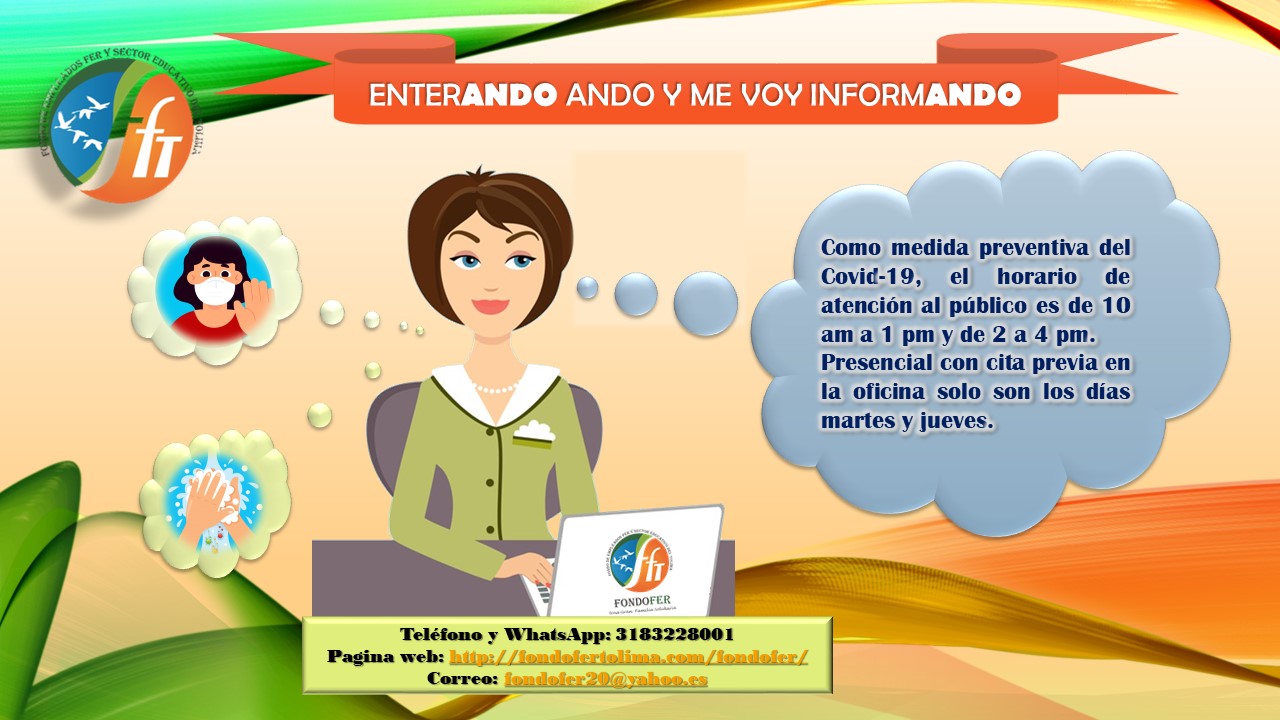 ENTERANDO ANDO Y ME VOY INFORMANDO
FFT
Como medida preventiva del
Covid-19, el horario de
atención al público es de 10
am a 1 pm y de 2 a 4 pm.
Presencial con cita previa en
la oficina solo son los días
martes y jueves.
FONDOFER
Teléfono y WhatsApp: 3183228001
Pagina web: http://fondofertolima.com/fondofer/
Correo: fondofer20@yahoo.es